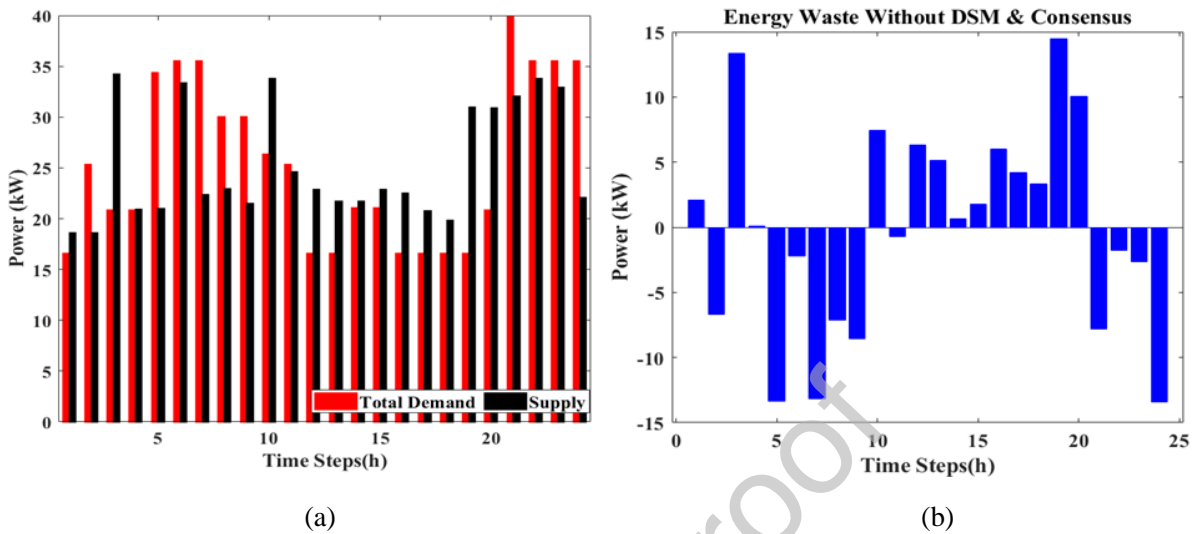 40
35
30
25
20
15
10
5
0
Power (kW)
5 10 15 20
Time Steps(h)
Total Demand Supply
(a)
Energy Waste Without DSM & Consensus
15
10
5
0
-5
-10
-15
Power (kW)
0 5 10 15 20 25
Time Steps(h)
(b)
roof